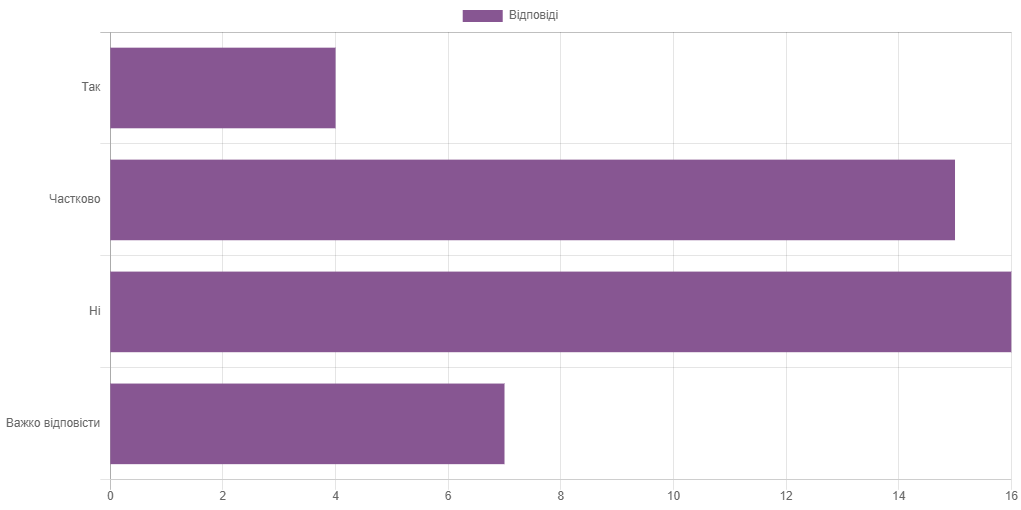 Відповіді
Так
Частково
Ні
Важко відповісти
0 2 4 6 8 10 12 14 16